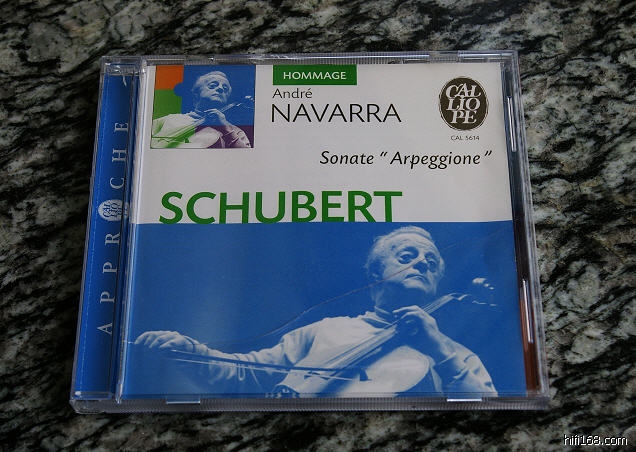 HOMMAGE
André
NAVARRA
CAL
LIO
PE
CAL 5614
Sonate “ Arpeggione ”
SCHUBERT
APPROCHE
hifi168.com